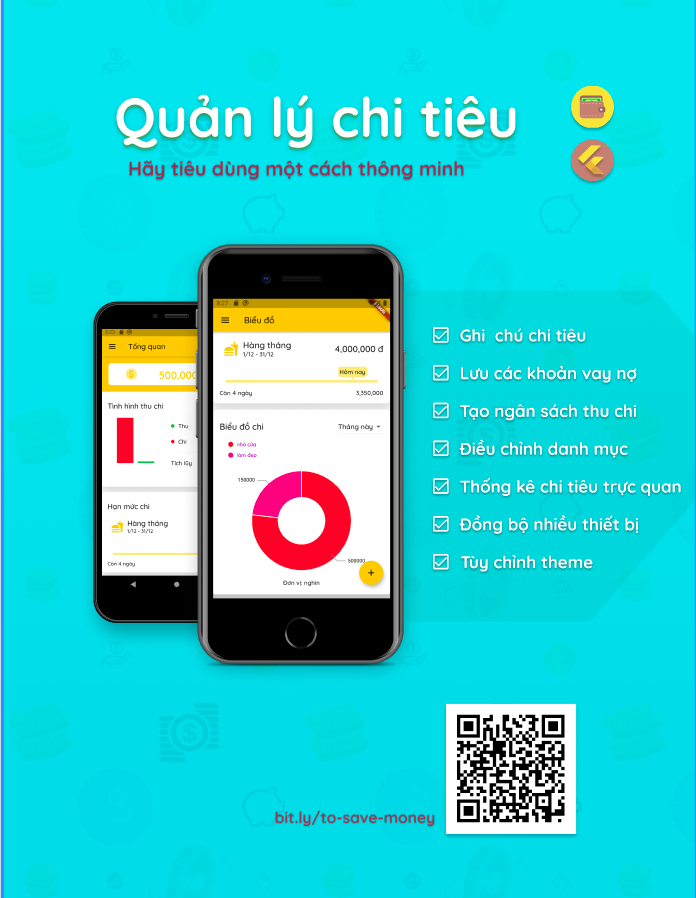 Quản lý chi tiêu
Hãy tiêu dùng một cách thông minh
8:27
Tổng quan
500,000
Tình hình thu chi
Thu
Chi
Tích lũy
Hạn mức chi
Hàng tháng
1/12 - 31/12
Còn 4 ngày
8:27
Biểu đồ
Hàng tháng
1/12 - 31/12
4,000,000 đ
Hôm nay
Còn 4 ngày
3,350,000
Biểu đồ chi
Tháng này
nhà cửa
làm đẹp
150000
500000
Đơn vị: nghìn
+
Ghi chú chi tiêu
Lưu các khoản vay nợ
Tạo ngân sách thu chi
Điều chỉnh danh mục
Thống kê chi tiêu trực quan
Đồng bộ nhiều thiết bị
Tùy chỉnh theme
bit.ly/to-save-money